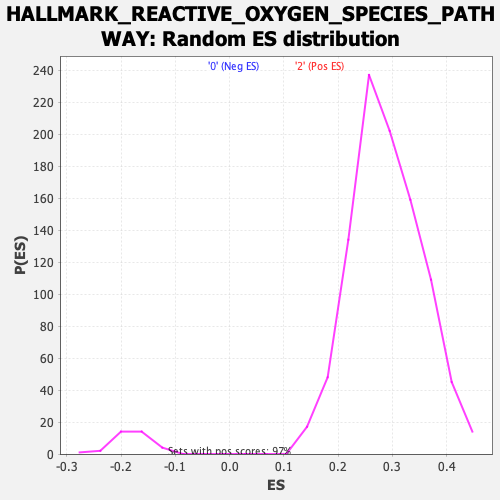 HALLMARK_REACTIVE_OXYGEN_SPECIES_PATH
WAY: Random ES distribution
'0' (Neg ES) '2' (Pos ES)
240
220
200
180
160
140
120
100
80
60
40
20
0
P(ES)
Sets with pos scores: 97%
-0.3 -0.2 -0.1 0.0 0.1 0.2 0.3 0.4
ES